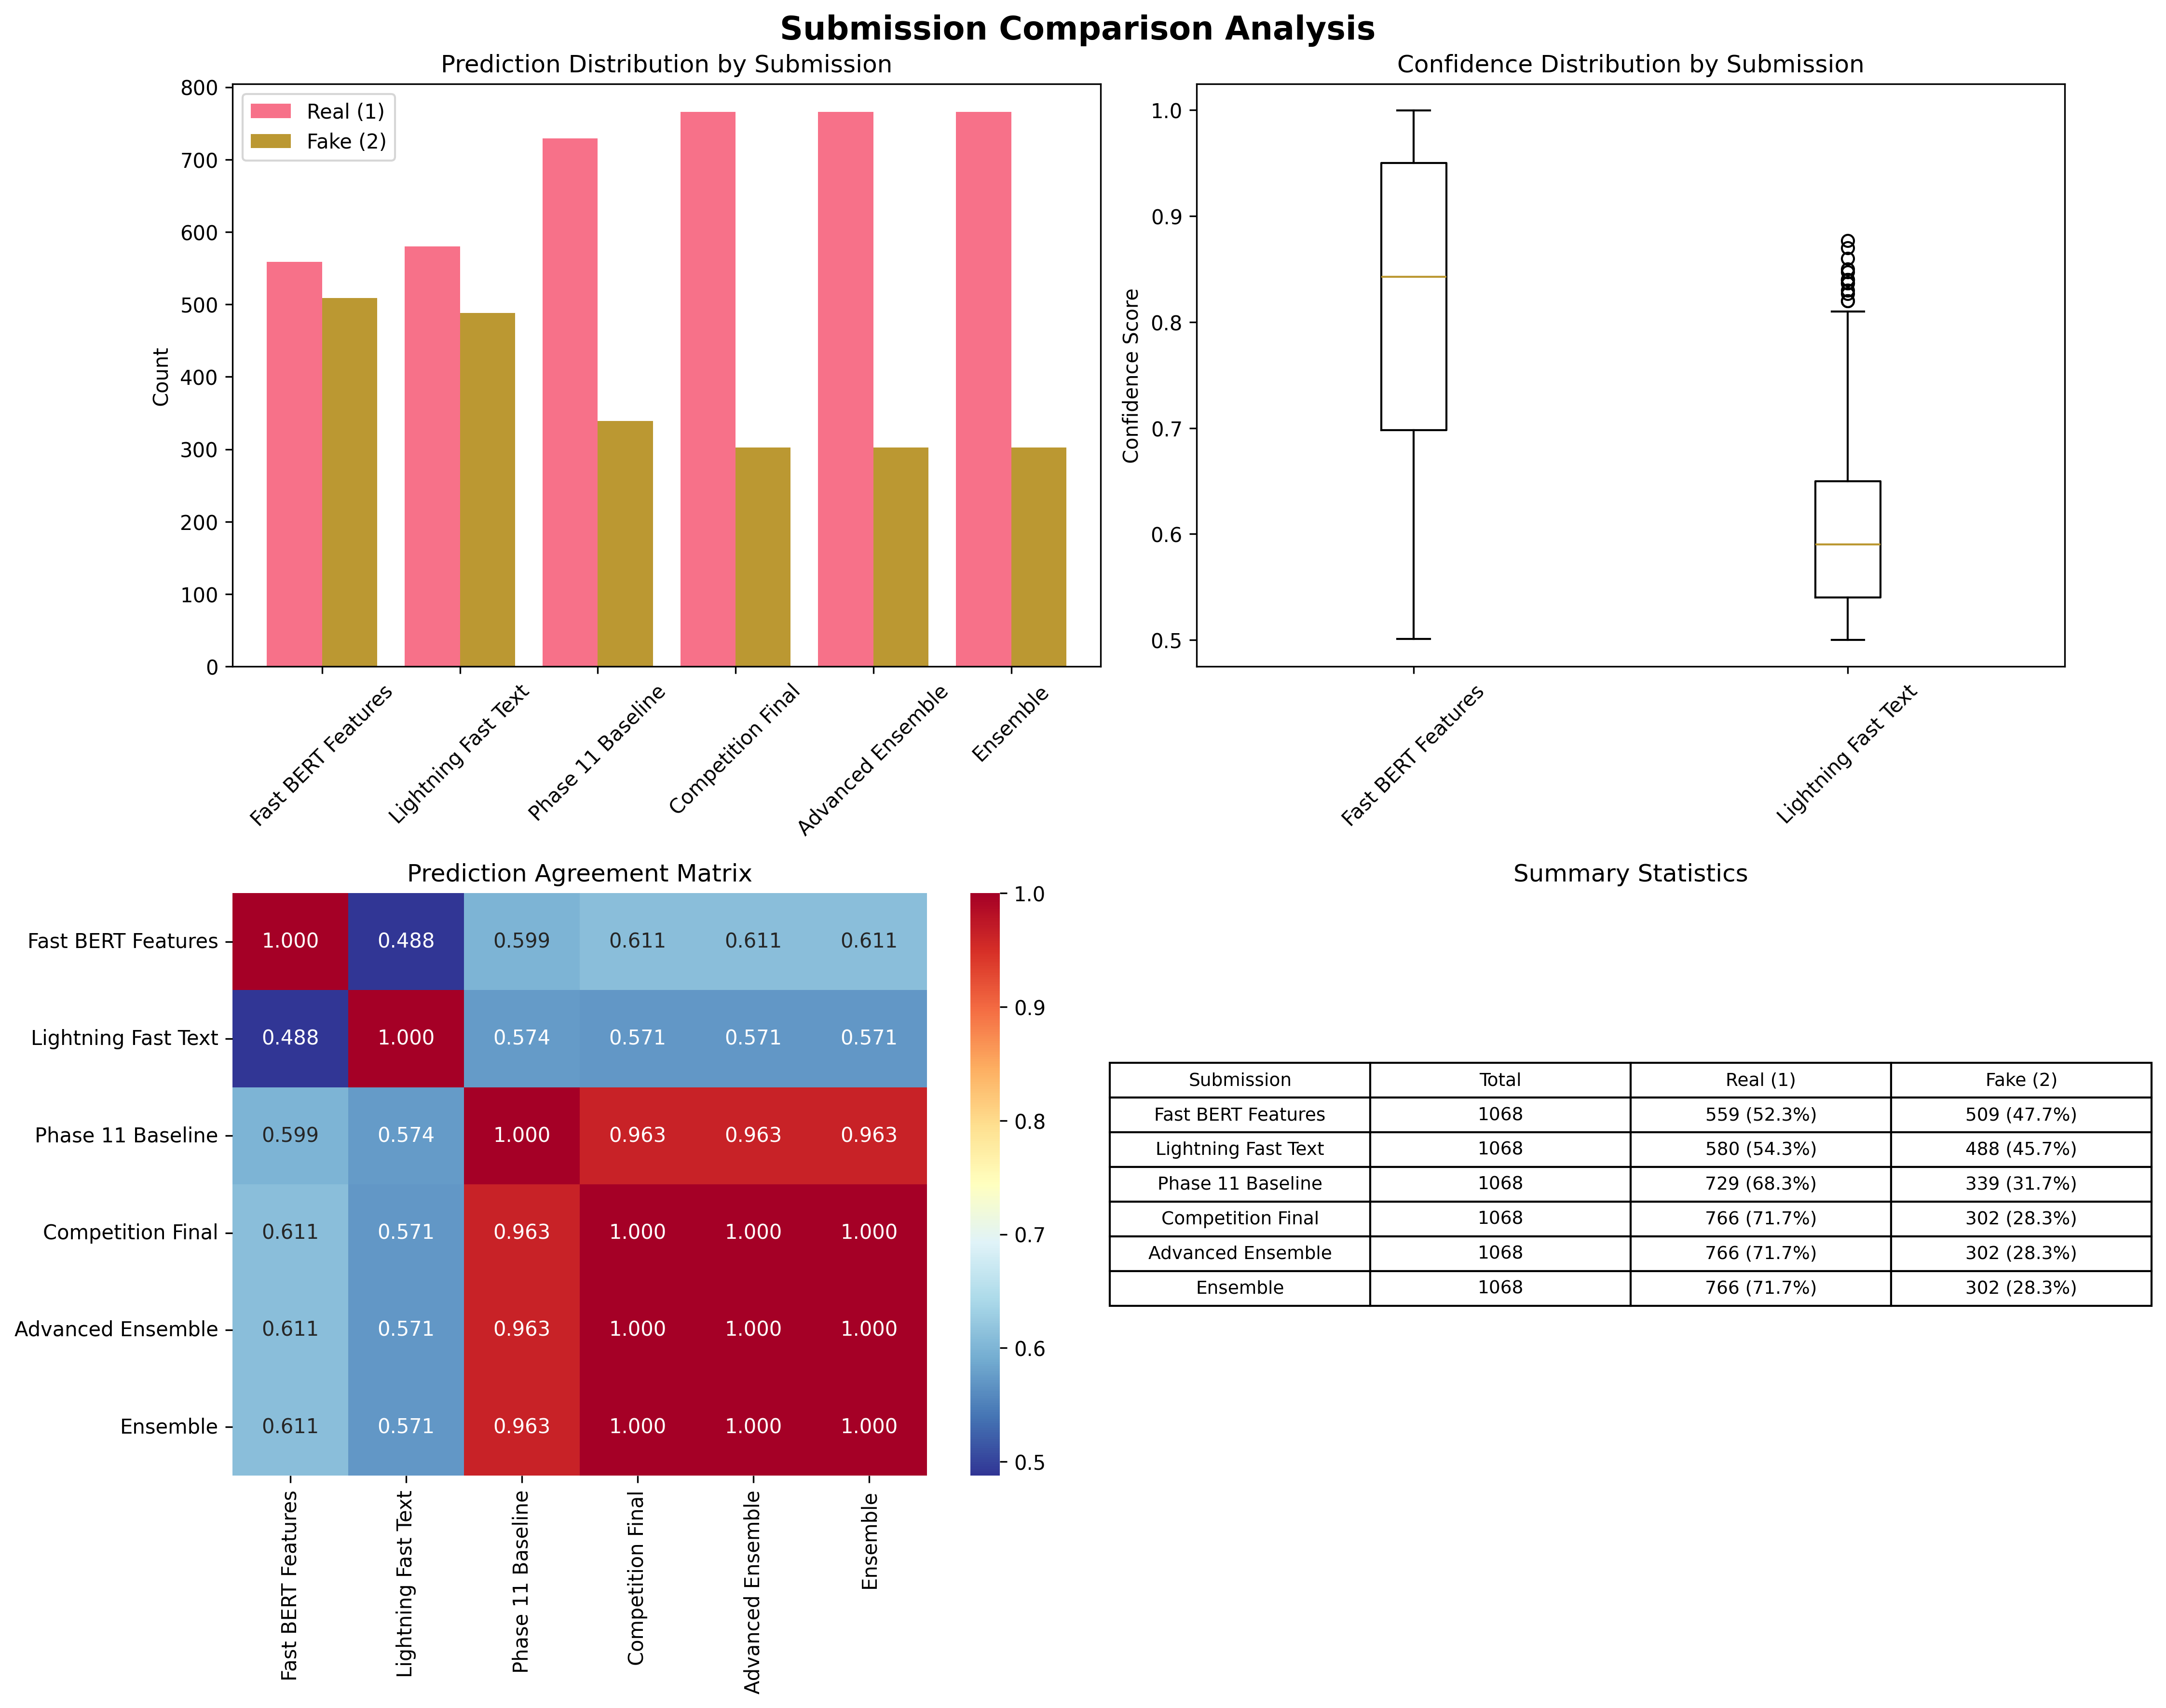 Submission Comparison Analysis
Prediction Distribution by Submission
800
700
600
500
400
300
200
100
0
Count
Real (1)
Fake (2)
Fast BERT Features
Lightning Fast Text
Phase 11 Baseline
Competition Final
Advanced Ensemble
Ensemble
Confidence Distribution by Submission
1.0
0.9
0.8
0.7
0.6
0.5
Confidence Score
Fast BERT Features
Lightning Fast Text
Prediction Agreement Matrix
Fast BERT Features 1.000 0.488 0.599 0.611 0.611 0.611
Lightning Fast Text 0.488 1.000 0.574 0.571 0.571 0.571
Phase 11 Baseline 0.599 0.574 1.000 0.963 0.963 0.963
Competition Final 0.611 0.571 0.963 1.000 1.000 1.000
Advanced Ensemble 0.611 0.571 0.963 1.000 1.000 1.000
Ensemble 0.611 0.571 0.963 1.000 1.000 1.000
Fast BERT Features
Lightning Fast Text
Phase 11 Baseline
Competition Final
Advanced Ensemble
Ensemble
1.0
0.9
0.8
0.7
0.6
0.5
Summary Statistics
Submission Total Real (1) Fake (2)
Fast BERT Features 1068 559 (52.3%) 509 (47.7%)
Lightning Fast Text 1068 580 (54.3%) 488 (45.7%)
Phase 11 Baseline 1068 729 (68.3%) 339 (31.7%)
Competition Final 1068 766 (71.7%) 302 (28.3%)
Advanced Ensemble 1068 766 (71.7%) 302 (28.3%)
Ensemble 1068 766 (71.7%) 302 (28.3%)